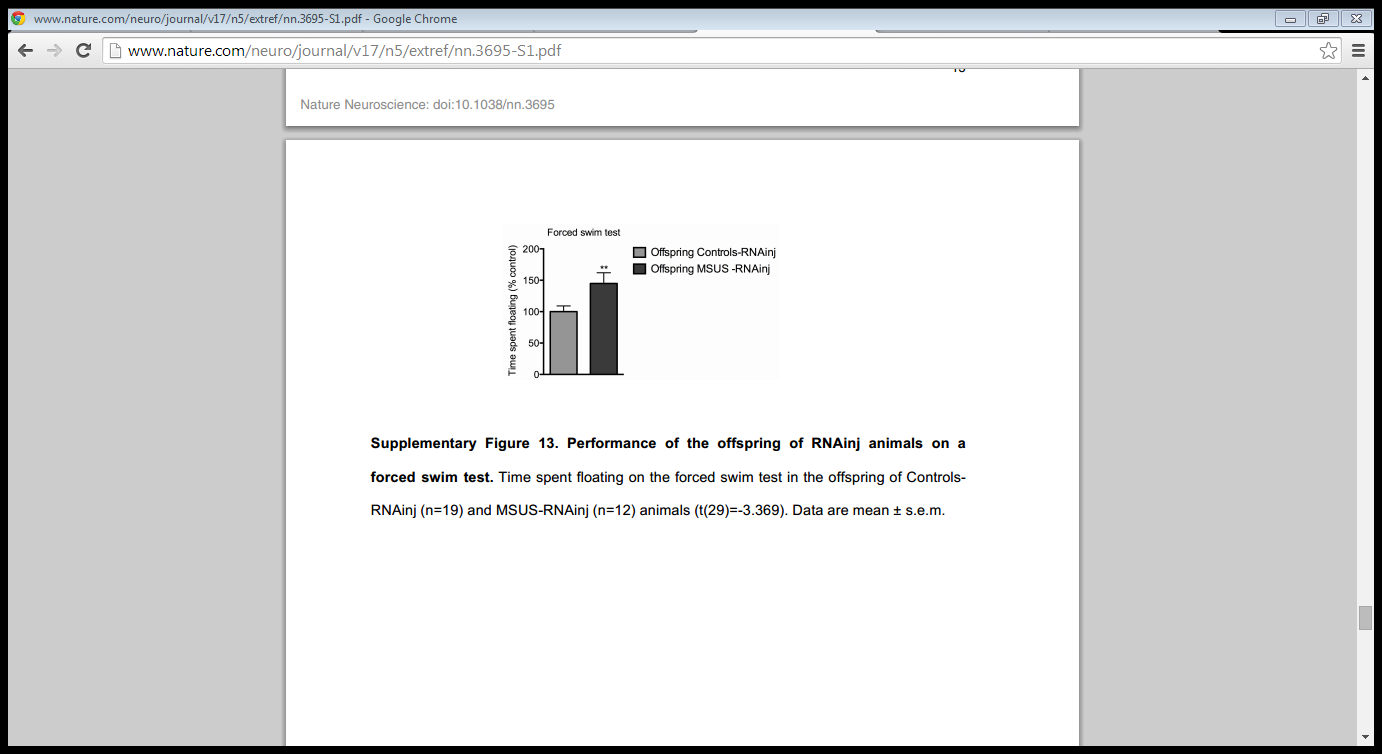 www.nature.com/neuro/journal/v17/n5/extref/nn.3695-S1.pdf - Google Chrome
www.nature.com/neuro/journal/v17/n5/extref/nn.3695-S1.pdf
Nature Neuroscience: doi:10.1038/nn.3695
Forced swim test
Time spent floating (% control)
200
150
100
50
0
**
Offspring Controls-RNAinj
Offspring MSUS -RNAinj
Supplementary Figure 13. Performance of the offspring of RNAinj animals on a
forced swim test. Time spent floating on the forced swim test in the offspring of Controls-
RNAinj (n=19) and MSUS-RNAinj (n=12) animals (t(29)=-3.369). Data are mean ± s.e.m.